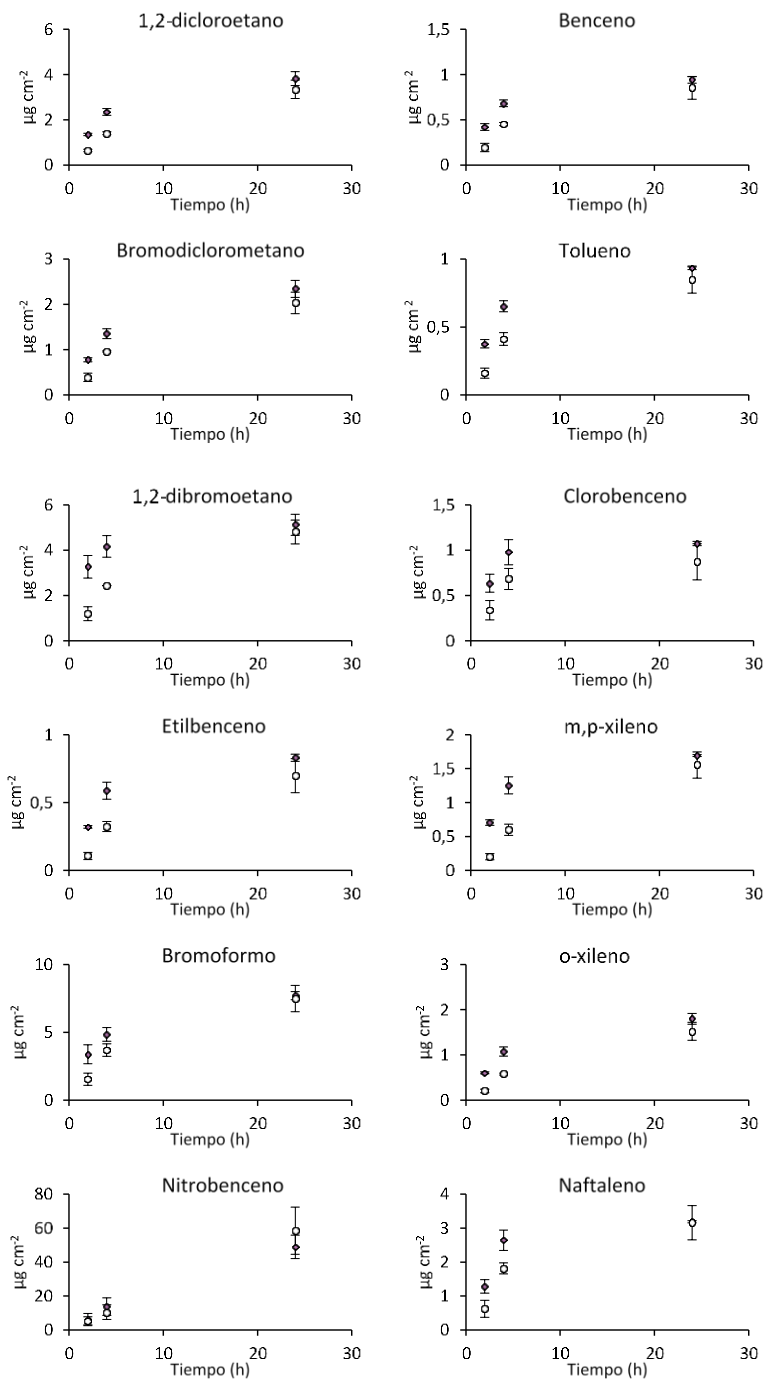 1,2-dicloroetano
6
4
2
0
µg cm-2
0 10 20 30
Tiempo (h)
Benceno
1,5
1
0,5
0
µg cm-2
0 10 20 30
Tiempo (h)
Bromodiclorometano
3
2
1
0
µg cm-2
0 10 20 30
Tiempo (h)
Tolueno
1
0,5
0
µg cm-2
0 10 20 30
Tiempo (h)
1,2-dibromoetano
6
4
2
0
µg cm-2
0 10 20 30
Tiempo (h)
Clorobenceno
1,5
1
0,5
0
µg cm-2
0 10 20 30
Tiempo (h)
Etilbenceno
1
0,5
0
µg cm-2
0 10 20 30
Tiempo (h)
m,p-xileno
2
1,5
1
0,5
0
µg cm-2
0 10 20 30
Tiempo (h)
Bromoformo
10
5
0
µg cm-2
0 10 20 30
Tiempo (h)
o-xileno
3
2
1
0
µg cm-2
0 10 20 30
Tiempo (h)
Nitrobenceno
80
60
40
20
0
µg cm-2
0 10 20 30
Tiempo (h)
Naftaleno
4
3
2
1
0
µg cm-2
0 10 20 30
Tiempo (h)